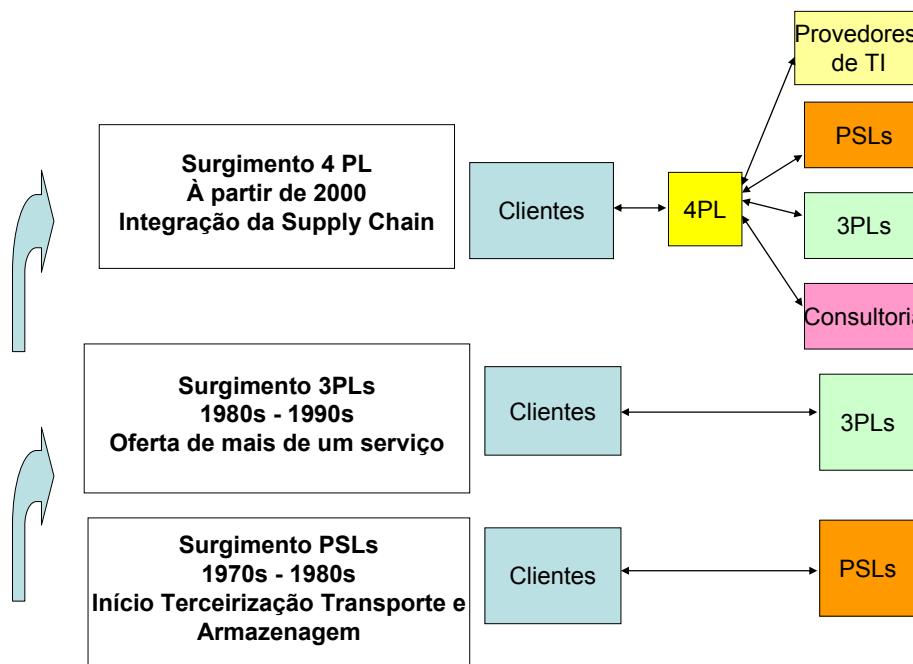 Provedores
de TI
PSLs
Surgimento 4 PL
À partir de 2000
Integração da Supply Chain
Clientes
4PL
3PLs
Consultoria
Surgimento 3PLs
1980s - 1990s
Oferta de mais de um serviço
Clientes
3PLs
Surgimento PSLs
1970s - 1980s
Início Terceirização Transporte e
Armazenagem
Clientes
PSLs